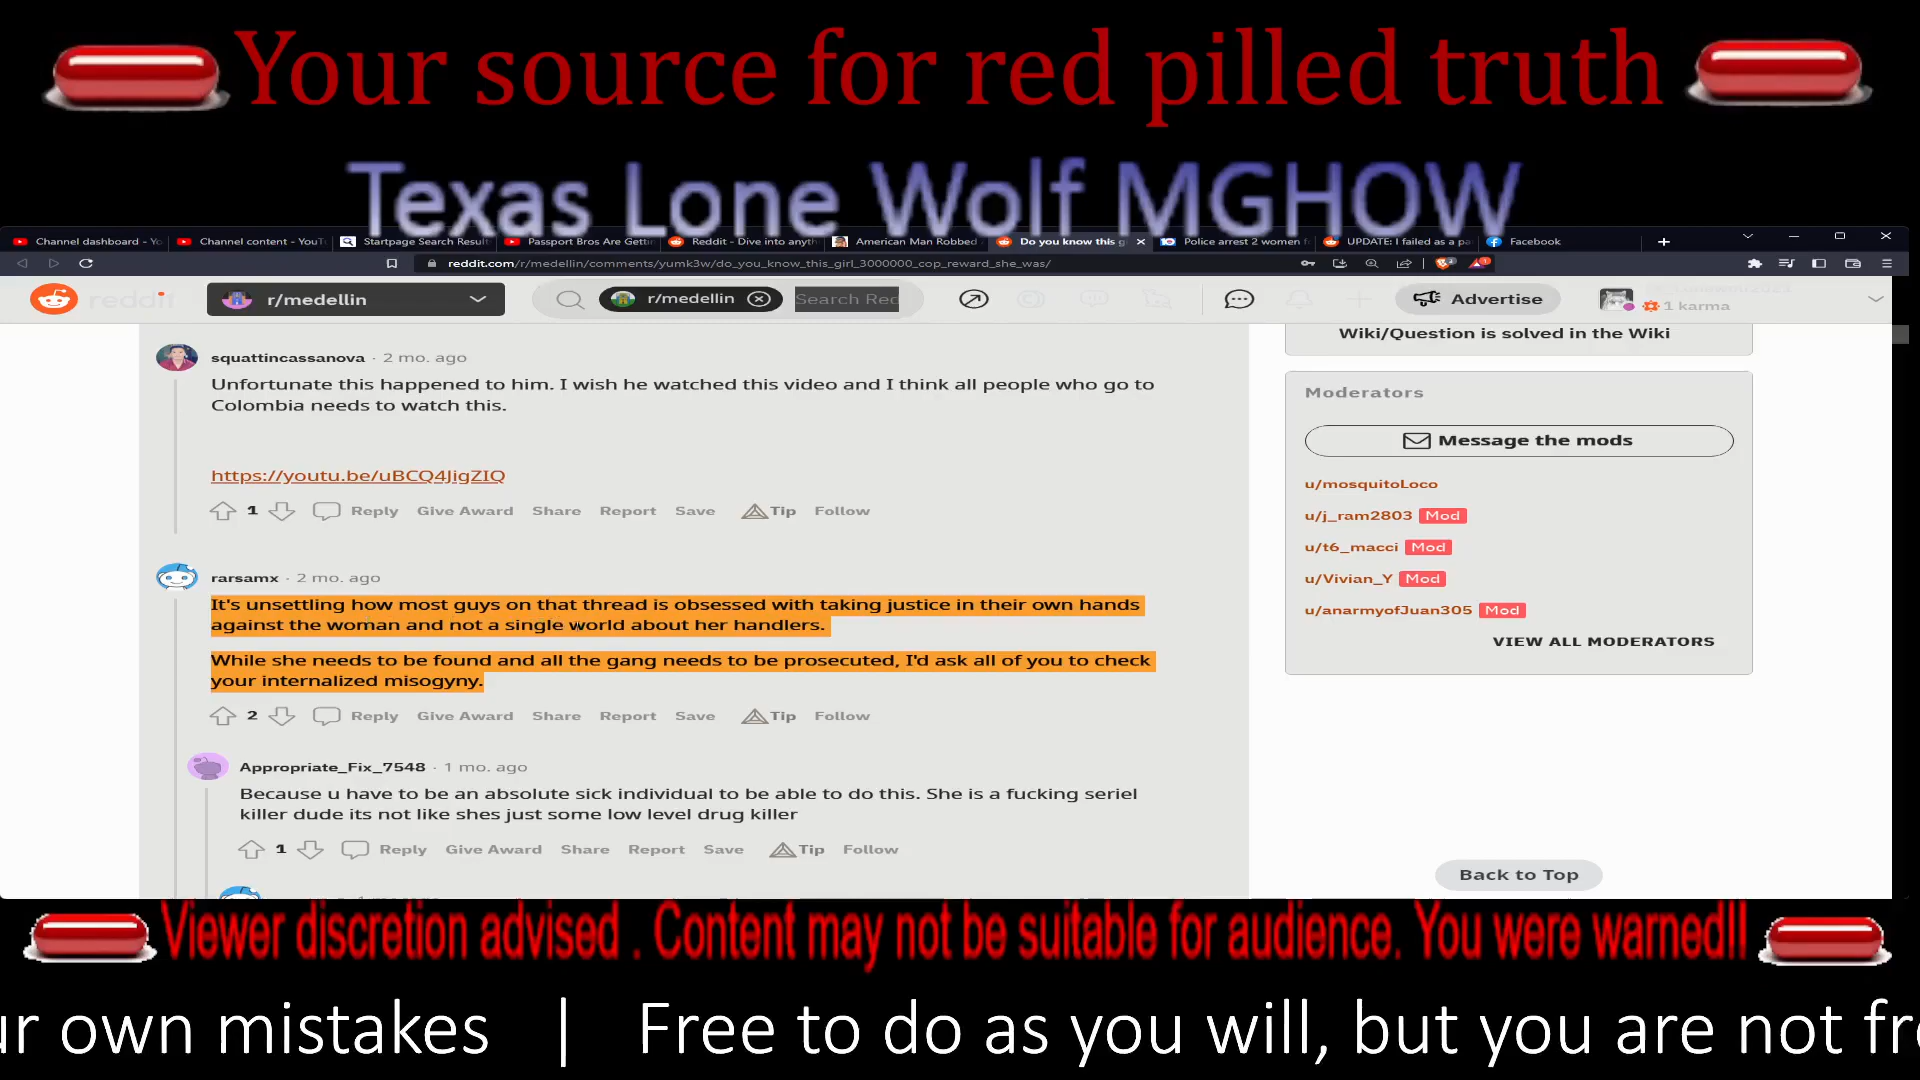 Your source for red pilled truth
Texas Lone Wolf MGHOW
Channel dashboard - Yo
Channel content - YouTu
Startpage Search Result
Passport Bros Are Getti
Reddit - Dive into anyth
American Man Robbed
Do you know this g
Police arrest 2 women f
UPDATE: I failed as a pa
Facebook
reddit.com/r/medellin/comments/yumk3w/do_you_know_this_girl_3000000_cop_reward_she_was/
reddit
r/medellin
r/medellin
Search Red
Advertise
1 karma
squattincassanova · 2 mo. ago
Unfortunate this happened to him. I wish he watched this video and I think all people who go to
Colombia needs to watch this.
https://youtu.be/uBCQ4JigZIQ
1 Reply Give Award Share Report Save Tip Follow
rarsamx · 2 mo. ago
It's unsettling how most guys on that thread is obsessed with taking justice in their own hands
against the woman and not a single world about her handlers.
While she needs to be found and all the gang needs to be prosecuted, I'd ask all of you to check
your internalized misogyny.
2 Reply Give Award Share Report Save Tip Follow
Appropriate_Fix_7548 · 1 mo. ago
Because u have to be an absolute sick individual to be able to do this. She is a fucking seriel
killer dude its not like shes just some low level drug killer
1 Reply Give Award Share Report Save Tip Follow
Wiki/Question is solved in the Wiki
Moderators
Message the mods
u/mosquitoLoco
u/j_ram2803 Mod
u/t6_macci Mod
u/Vivian_Y Mod
u/anarmyofJuan305 Mod
VIEW ALL MODERATORS
Back to Top
Viewer discretion advised . Content may not be suitable for audience. You were warned!!
ur own mistakes | Free to do as you will, but you are not fre